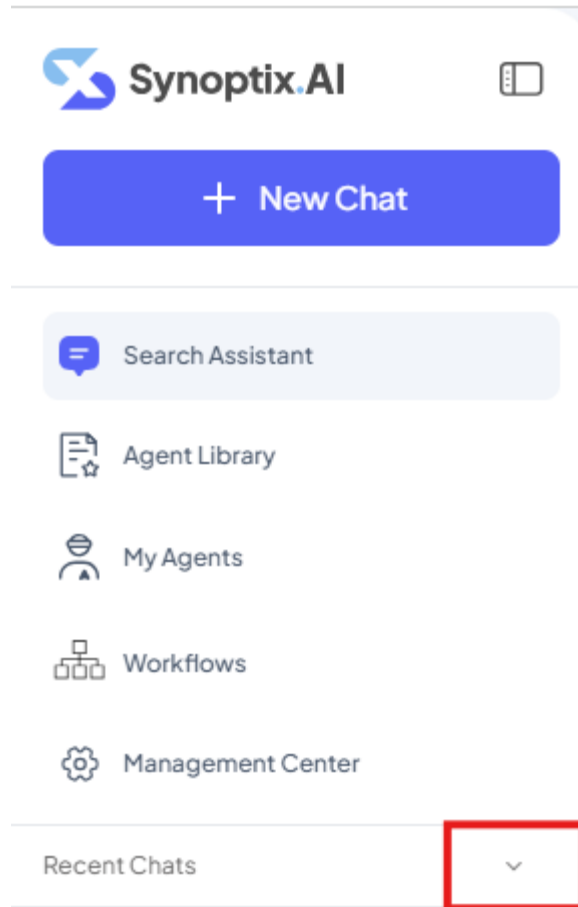 Synoptix.AI
+ New Chat
Search Assistant
Agent Library
My Agents
Workflows
Management Center
Recent Chats